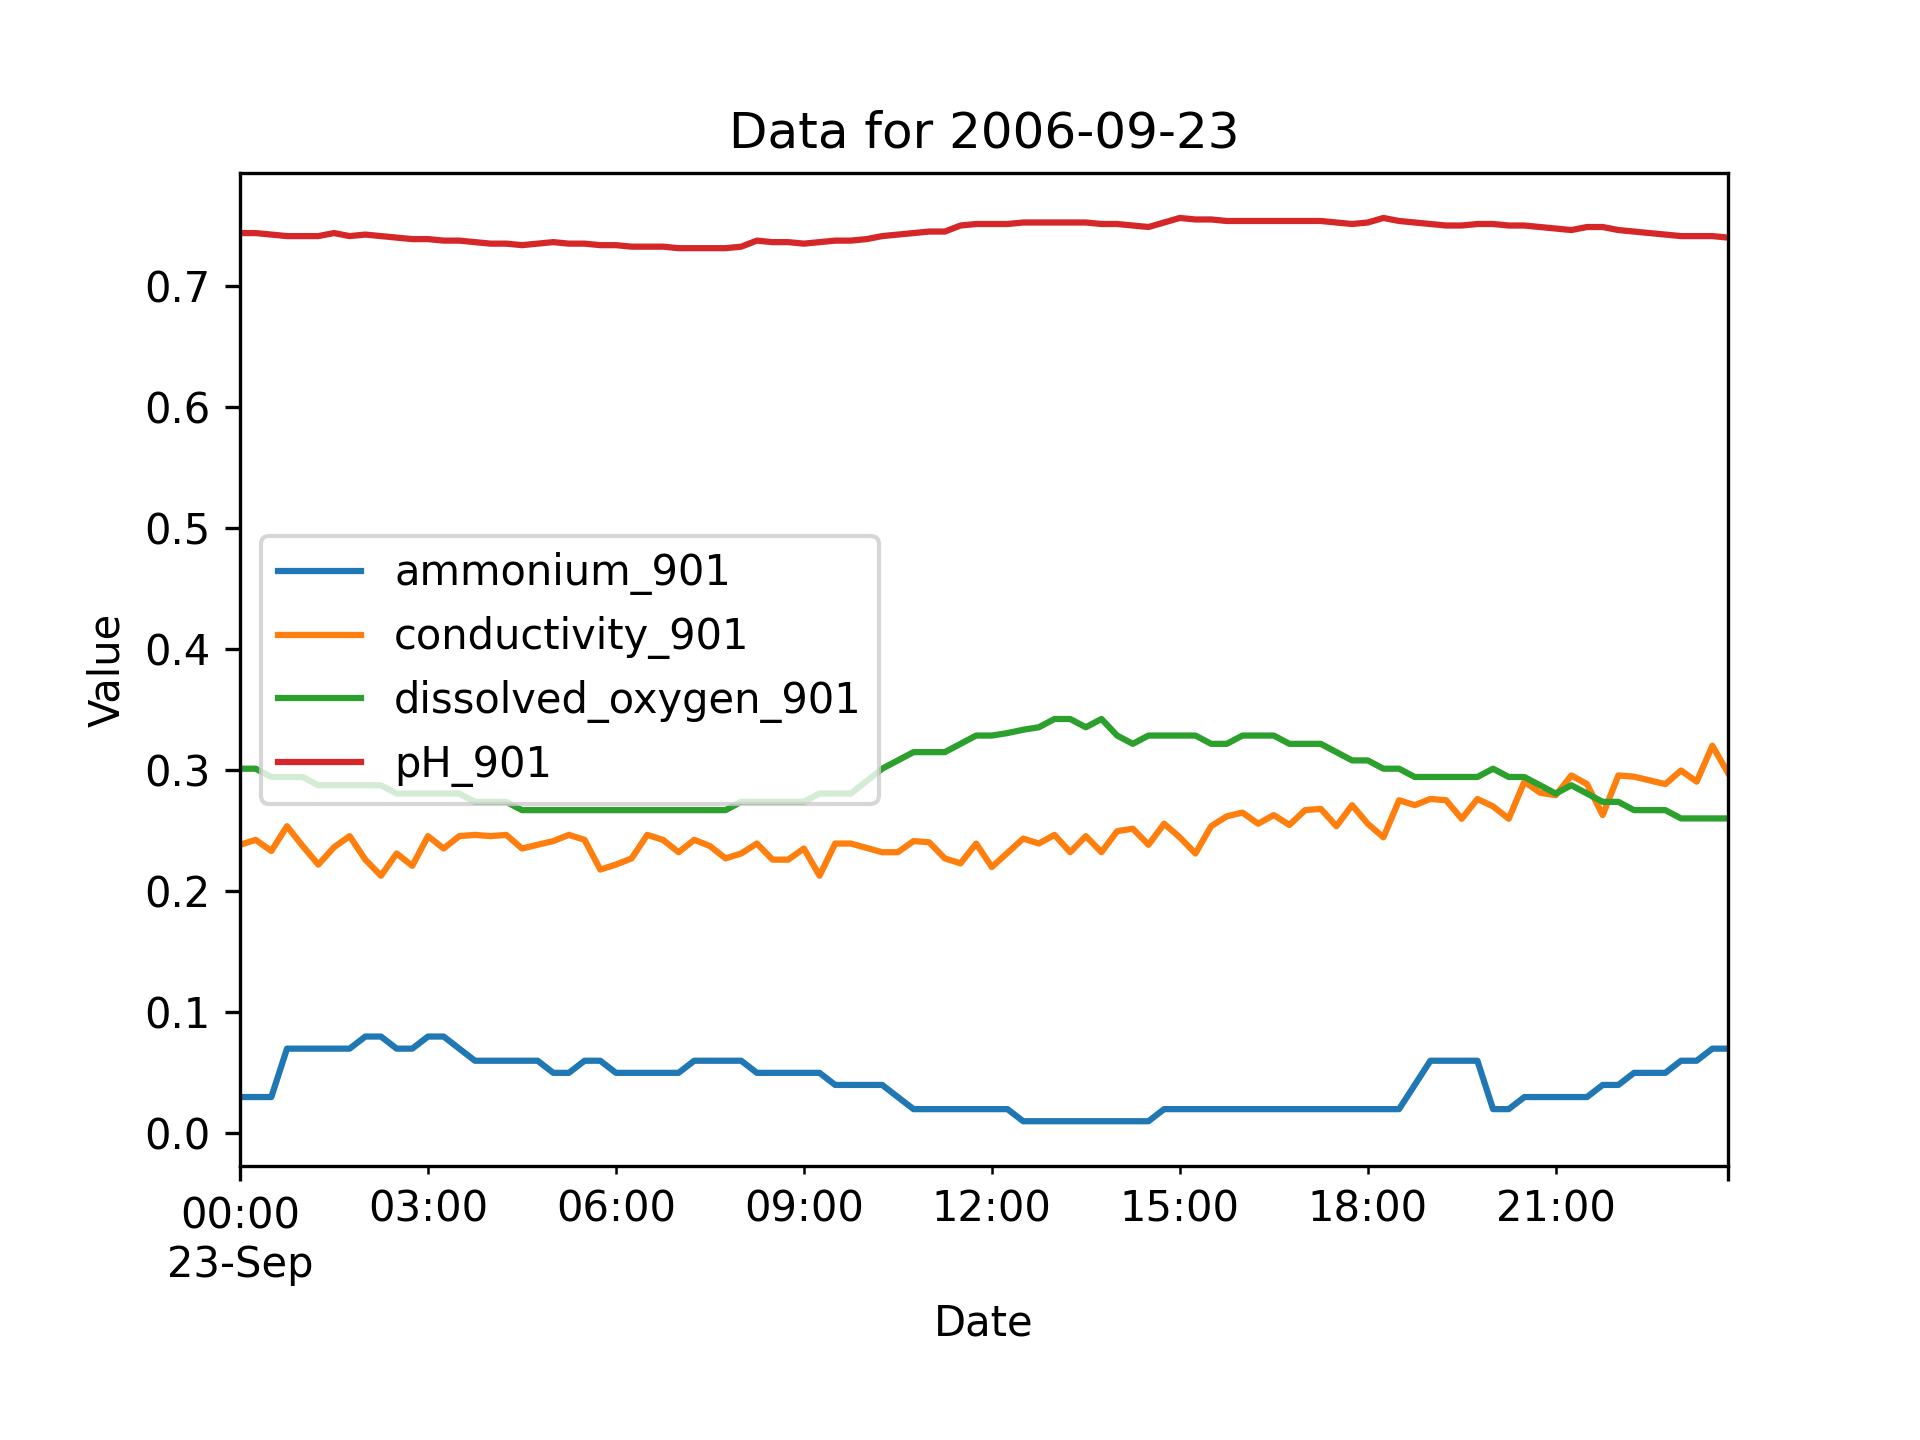 Data for 2006-09-23
Value
0.7
0.6
0.5
0.4
0.3
0.2
0.1
0.0
ammonium_901
conductivity_901
dissolved_oxygen_901
pH_901
00:00 03:00 06:00 09:00 12:00 15:00 18:00 21:00
23-Sep
Date